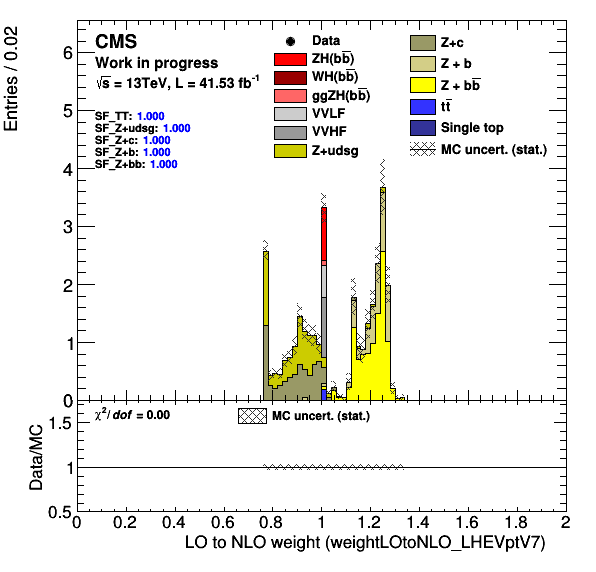 Entries / 0.02
CMS
Work in progress
√s = 13TeV, L = 41.53 fb⁻¹
SF_TT: 1.000
SF_Z+udsg: 1.000
SF_Z+c: 1.000
SF_Z+b: 1.000
SF_Z+bb: 1.000
Data
ZH(bb̅)
WH(bb̅)
ggZH(bb̅)
VVLF
VVHF
Z+udsg
Z+c
Z + b
Z + bb̅
tt̅
Single top
MC uncert. (stat.)
6
5
4
3
2
1
0
χ²/dof = 0.00
MC uncert. (stat.)
Data/MC
1.5
1
0.5
0 0.2 0.4 0.6 0.8 1 1.2 1.4 1.6 1.8 2
LO to NLO weight (weightLOtoNLO_LHEVptV7)